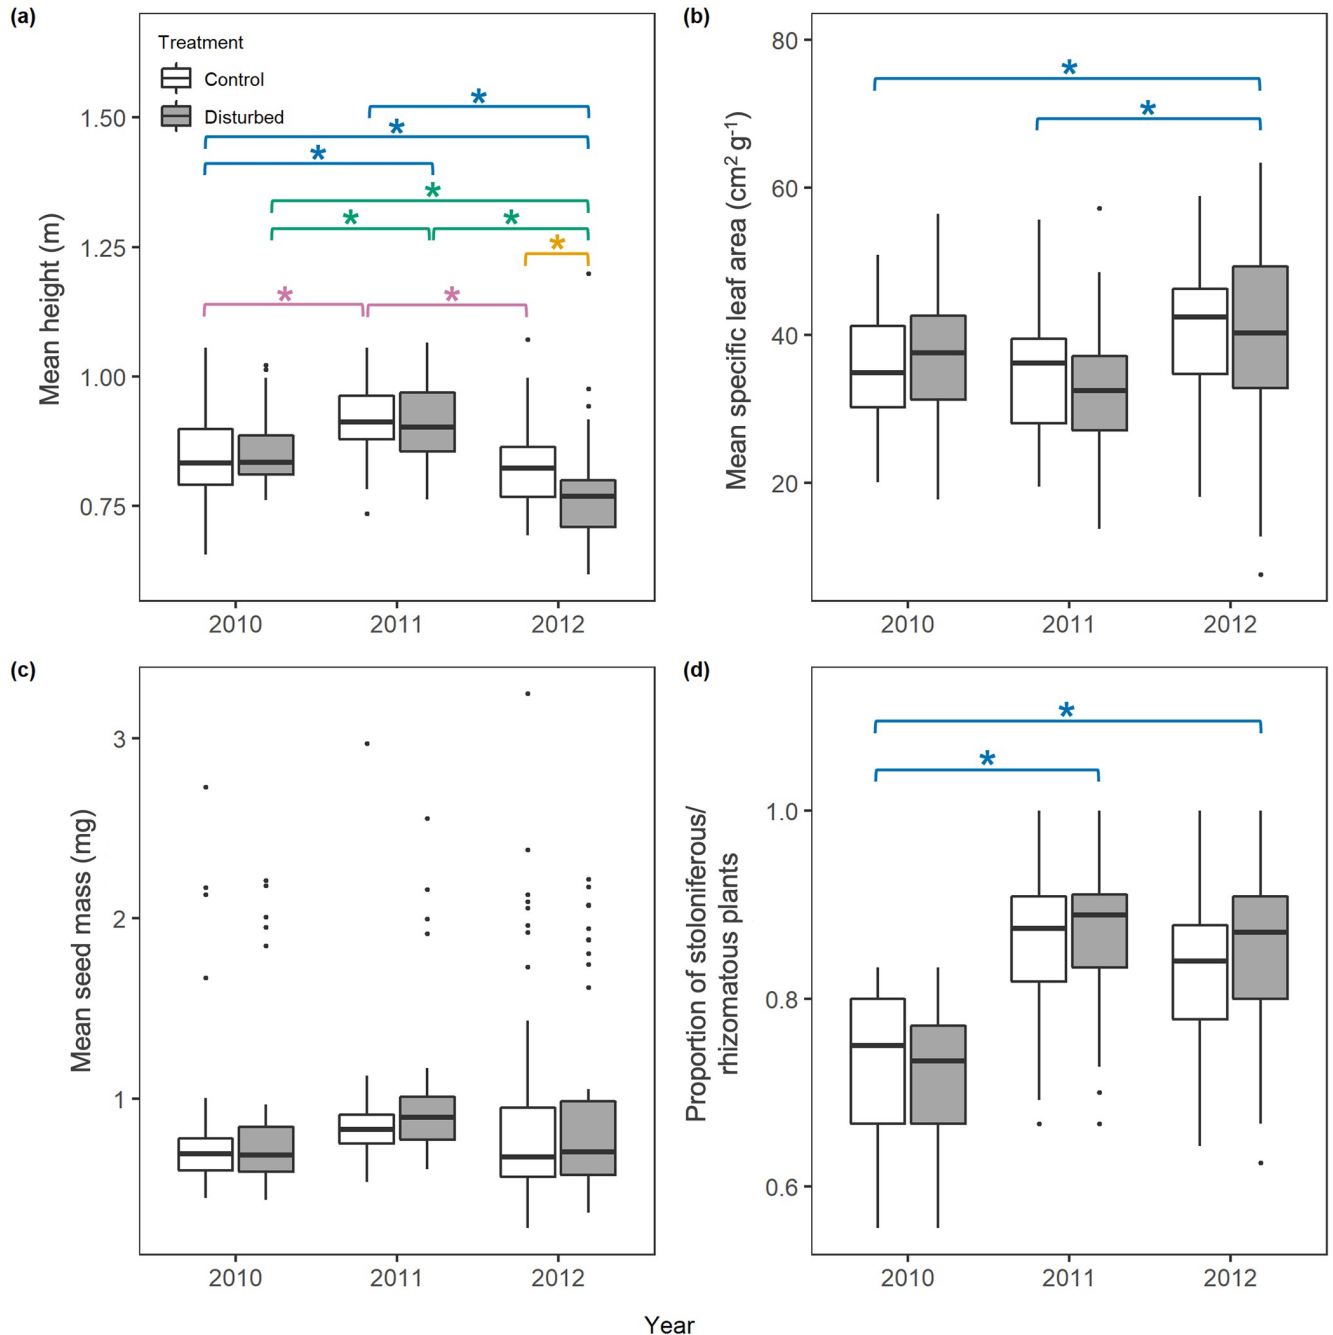 (a)
Treatment
Control
Disturbed
Mean height (m)
1.50
1.25
1.00
0.75
2010 2011 2012
(b)
Mean specific leaf area (cm² g⁻¹)
80
60
40
20
2010 2011 2012
(c)
Mean seed mass (mg)
3
2
1
2010 2011 2012
(d)
Proportion of stoloniferous/
rhizomatous plants
1.0
0.8
0.6
2010 2011 2012
Year